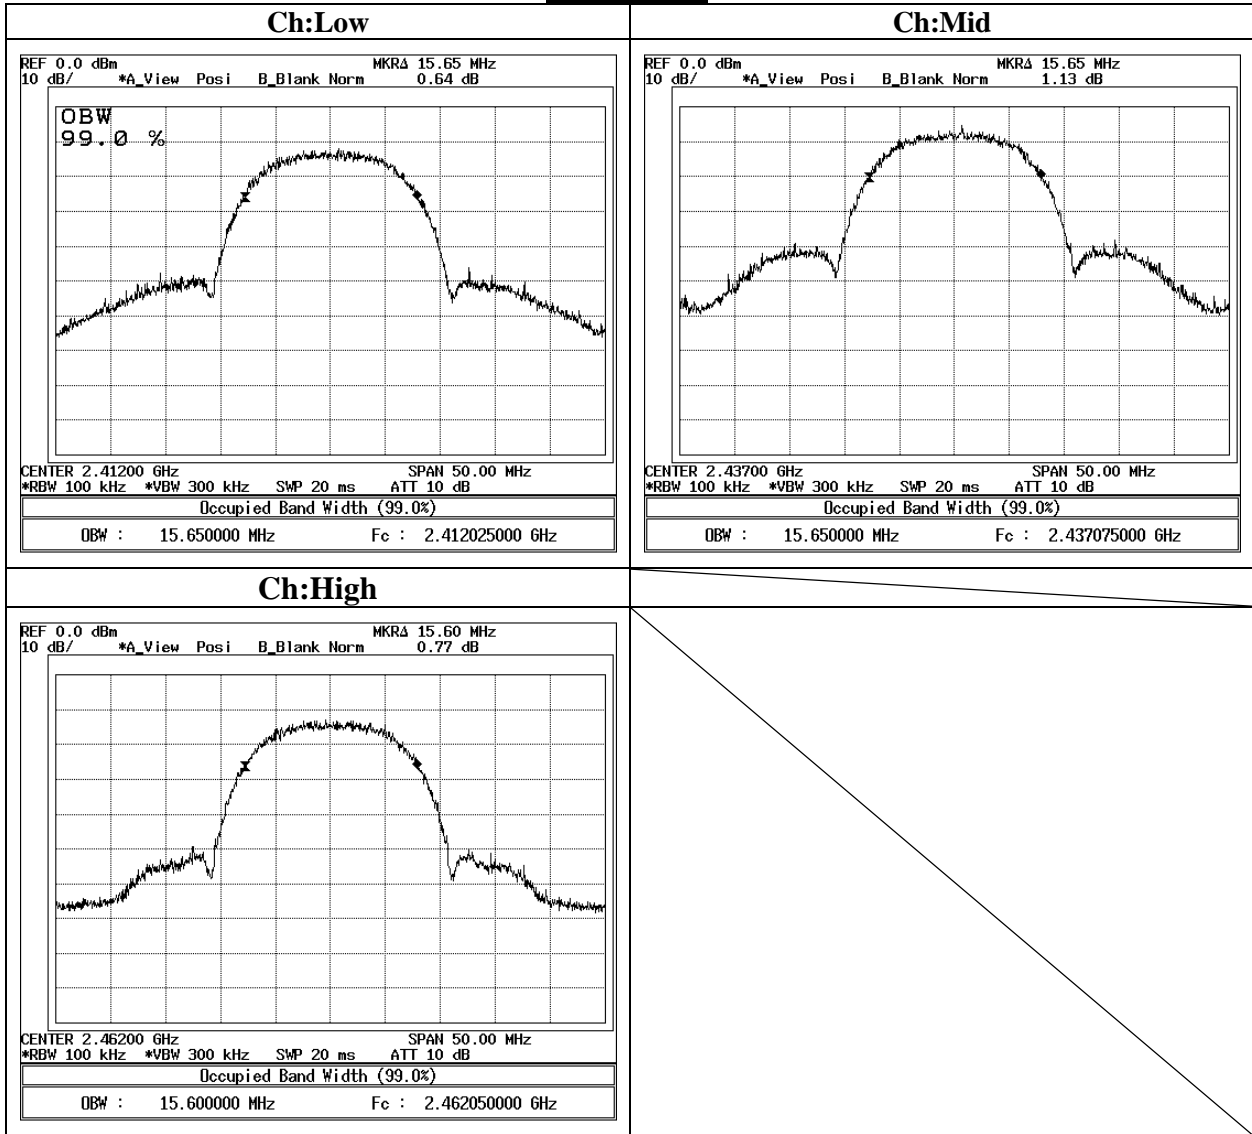 Ch:Low
REF 0.0 dBm MKRΔ 15.65 MHz
10 dB/ *A_View Posi B_Blank Norm 0.64 dB
OBW
99.0 %
CENTER 2.41200 GHz SPAN 50.00 MHz
*RBW 100 kHz *VBW 300 kHz SWP 20 ms ATT 10 dB
Occupied Band Width (99.0%)
OBW : 15.650000 MHz Fc : 2.412025000 GHz
Ch:Mid
REF 0.0 dBm MKRΔ 15.65 MHz
10 dB/ *A_View Posi B_Blank Norm 1.13 dB
CENTER 2.43700 GHz SPAN 50.00 MHz
*RBW 100 kHz *VBW 300 kHz SWP 20 ms ATT 10 dB
Occupied Band Width (99.0%)
OBW : 15.650000 MHz Fc : 2.437075000 GHz
Ch:High
REF 0.0 dBm MKRΔ 15.60 MHz
10 dB/ *A_View Posi B_Blank Norm 0.77 dB
CENTER 2.46200 GHz SPAN 50.00 MHz
*RBW 100 kHz *VBW 300 kHz SWP 20 ms ATT 10 dB
Occupied Band Width (99.0%)
OBW : 15.600000 MHz Fc : 2.462050000 GHz